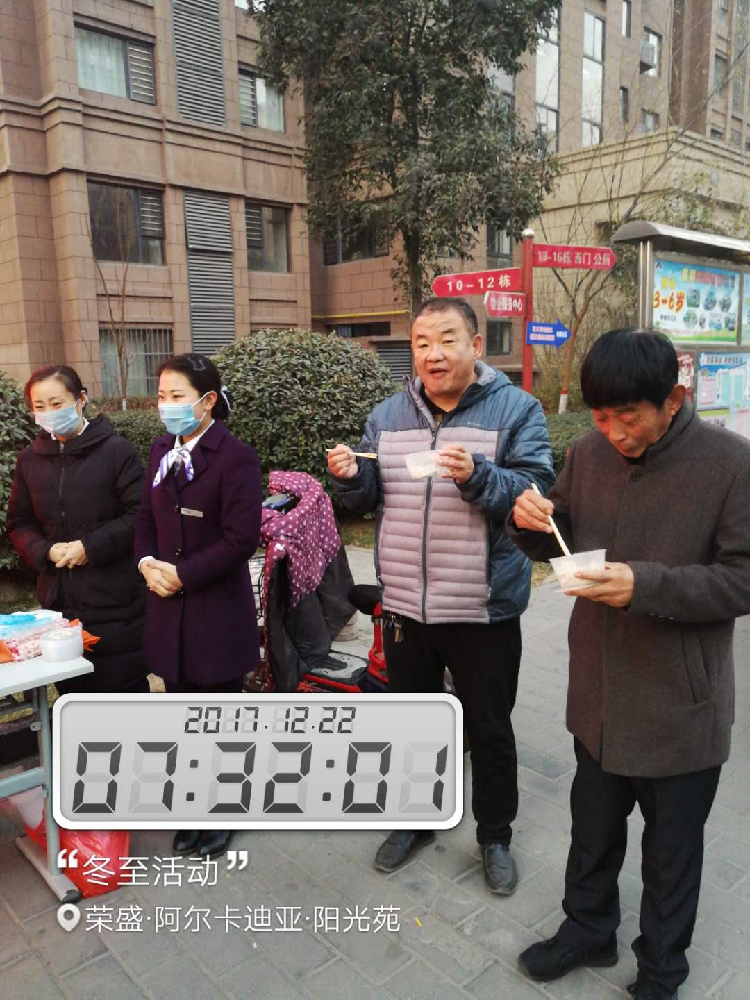 13-16栋 西门 公厕
10-12 栋
物业服务中心
3-6岁
2017.12.22
07:32:01
“冬至活动”
荣盛·阿尔卡迪亚·阳光苑